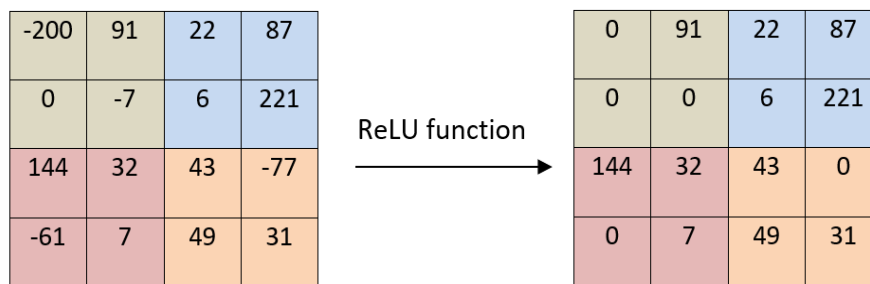 -200 91 22 87
0 -7 6 221
144 32 43 -77
-61 7 49 31
ReLU function
0 91 22 87
0 0 6 221
144 32 43 0
0 7 49 31